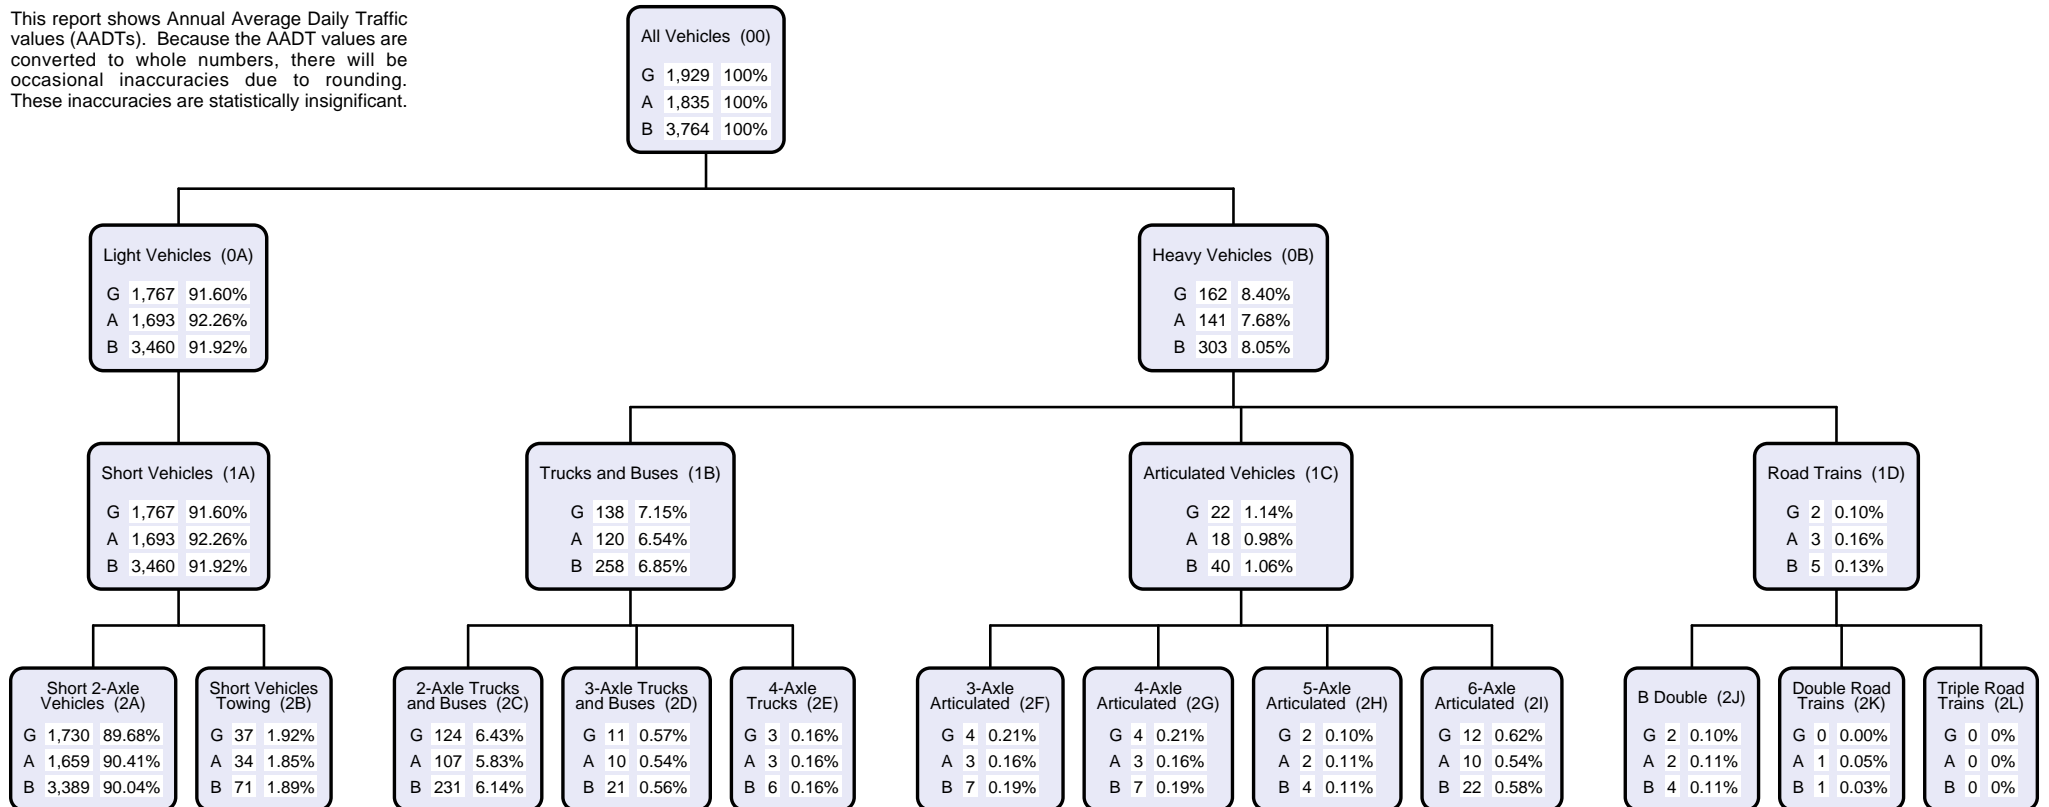 This report shows Annual Average Daily Traffic
values (AADTs). Because the AADT values are
converted to whole numbers, there will be
occasional inaccuracies due to rounding.
These inaccuracies are statistically insignificant.
All Vehicles (00)
G 1,929 100%
A 1,835 100%
B 3,764 100%
Light Vehicles (0A)
G 1,767 91.60%
A 1,693 92.26%
B 3,460 91.92%
Heavy Vehicles (0B)
G 162 8.40%
A 141 7.68%
B 303 8.05%
Short Vehicles (1A)
G 1,767 91.60%
A 1,693 92.26%
B 3,460 91.92%
Trucks and Buses (1B)
G 138 7.15%
A 120 6.54%
B 258 6.85%
Articulated Vehicles (1C)
G 22 1.14%
A 18 0.98%
B 40 1.06%
Road Trains (1D)
G 2 0.10%
A 3 0.16%
B 5 0.13%
Short 2-Axle
Vehicles (2A)
G 1,730 89.68%
A 1,659 90.41%
B 3,389 90.04%
Short Vehicles
Towing (2B)
G 37 1.92%
A 34 1.85%
B 71 1.89%
2-Axle Trucks
and Buses (2C)
G 124 6.43%
A 107 5.83%
B 231 6.14%
3-Axle Trucks
and Buses (2D)
G 11 0.57%
A 10 0.54%
B 21 0.56%
4-Axle
Trucks (2E)
G 3 0.16%
A 3 0.16%
B 6 0.16%
3-Axle
Articulated (2F)
G 4 0.21%
A 3 0.16%
B 7 0.19%
4-Axle
Articulated (2G)
G 4 0.21%
A 3 0.16%
B 7 0.19%
5-Axle
Articulated (2H)
G 2 0.10%
A 2 0.11%
B 4 0.11%
6-Axle
Articulated (2I)
G 12 0.62%
A 10 0.54%
B 22 0.58%
B Double (2J)
G 2 0.10%
A 2 0.11%
B 4 0.11%
Double Road
Trains (2K)
G 0 0.00%
A 1 0.05%
B 1 0.03%
Triple Road
Trains (2L)
G 0 0%
A 0 0%
B 0 0%